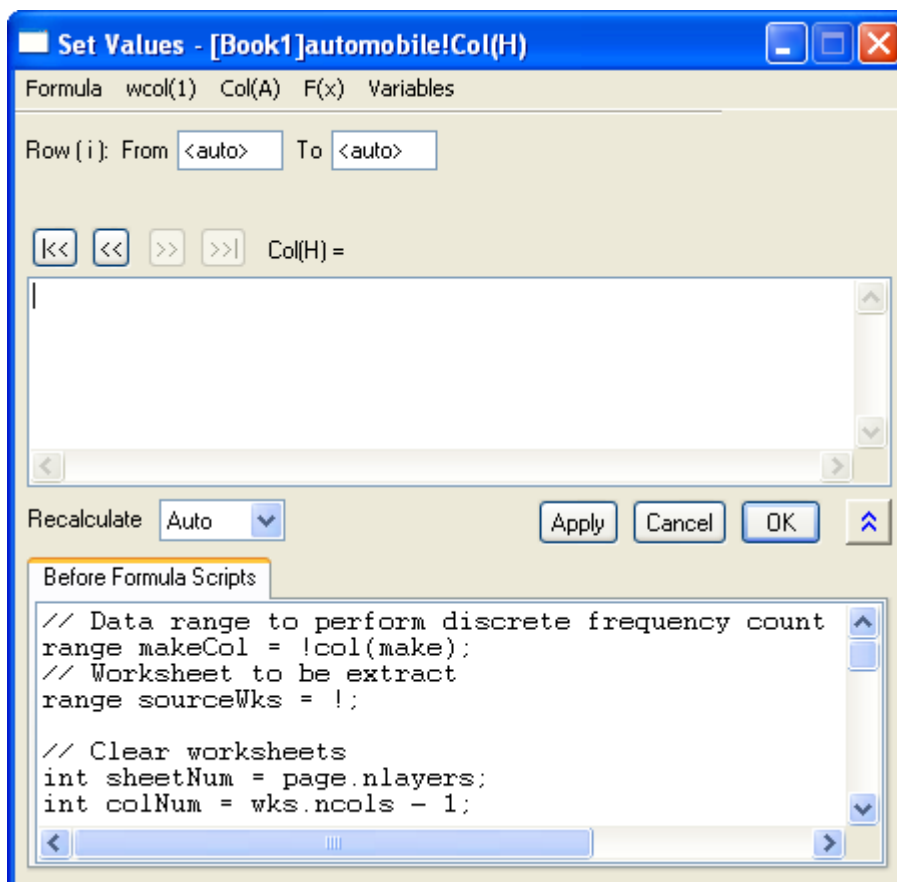 Set Values - [Book1]automobile!Col(H)
Formula wcol(1) Col(A) F(x) Variables
Row ( i ): From <auto> To <auto>
|<< << >> >>| Col(H) =
Recalculate Auto Apply Cancel OK
Before Formula Scripts
// Data range to perform discrete frequency count
range makeCol = !col(make);
// Worksheet to be extract
range sourceWks = !;
// Clear worksheets
int sheetNum = page.nlayers;
int colNum = wks.ncols - 1;